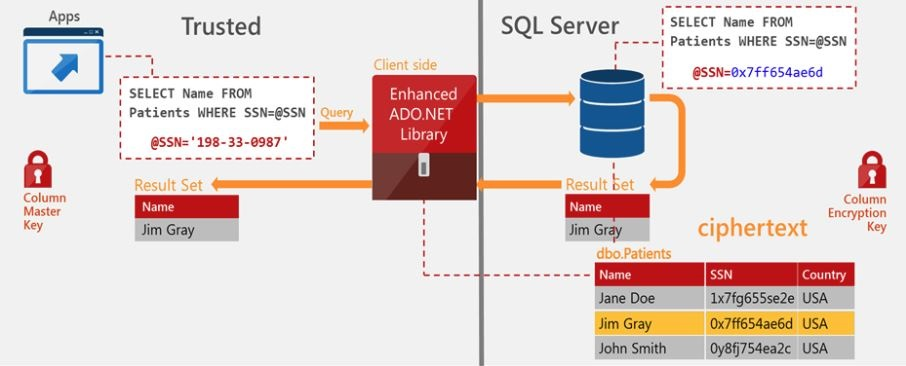 Apps
Trusted
SELECT Name FROM
Patients WHERE SSN=@SSN
@SSN='198-33-0987'
Query
Client side
Enhanced
ADO.NET
Library
Column
Master
Key
Result Set
Name
Jim Gray
SQL Server
SELECT Name FROM
Patients WHERE SSN=@SSN
@SSN=0x7ff654ae6d
Result Set
Name
Jim Gray
Column
Encryption
Key
ciphertext
dbo.Patients
Name SSN Country
Jane Doe 1x7fg655se2e USA
Jim Gray 0x7ff654ae6d USA
John Smith 0y8fj754ea2c USA